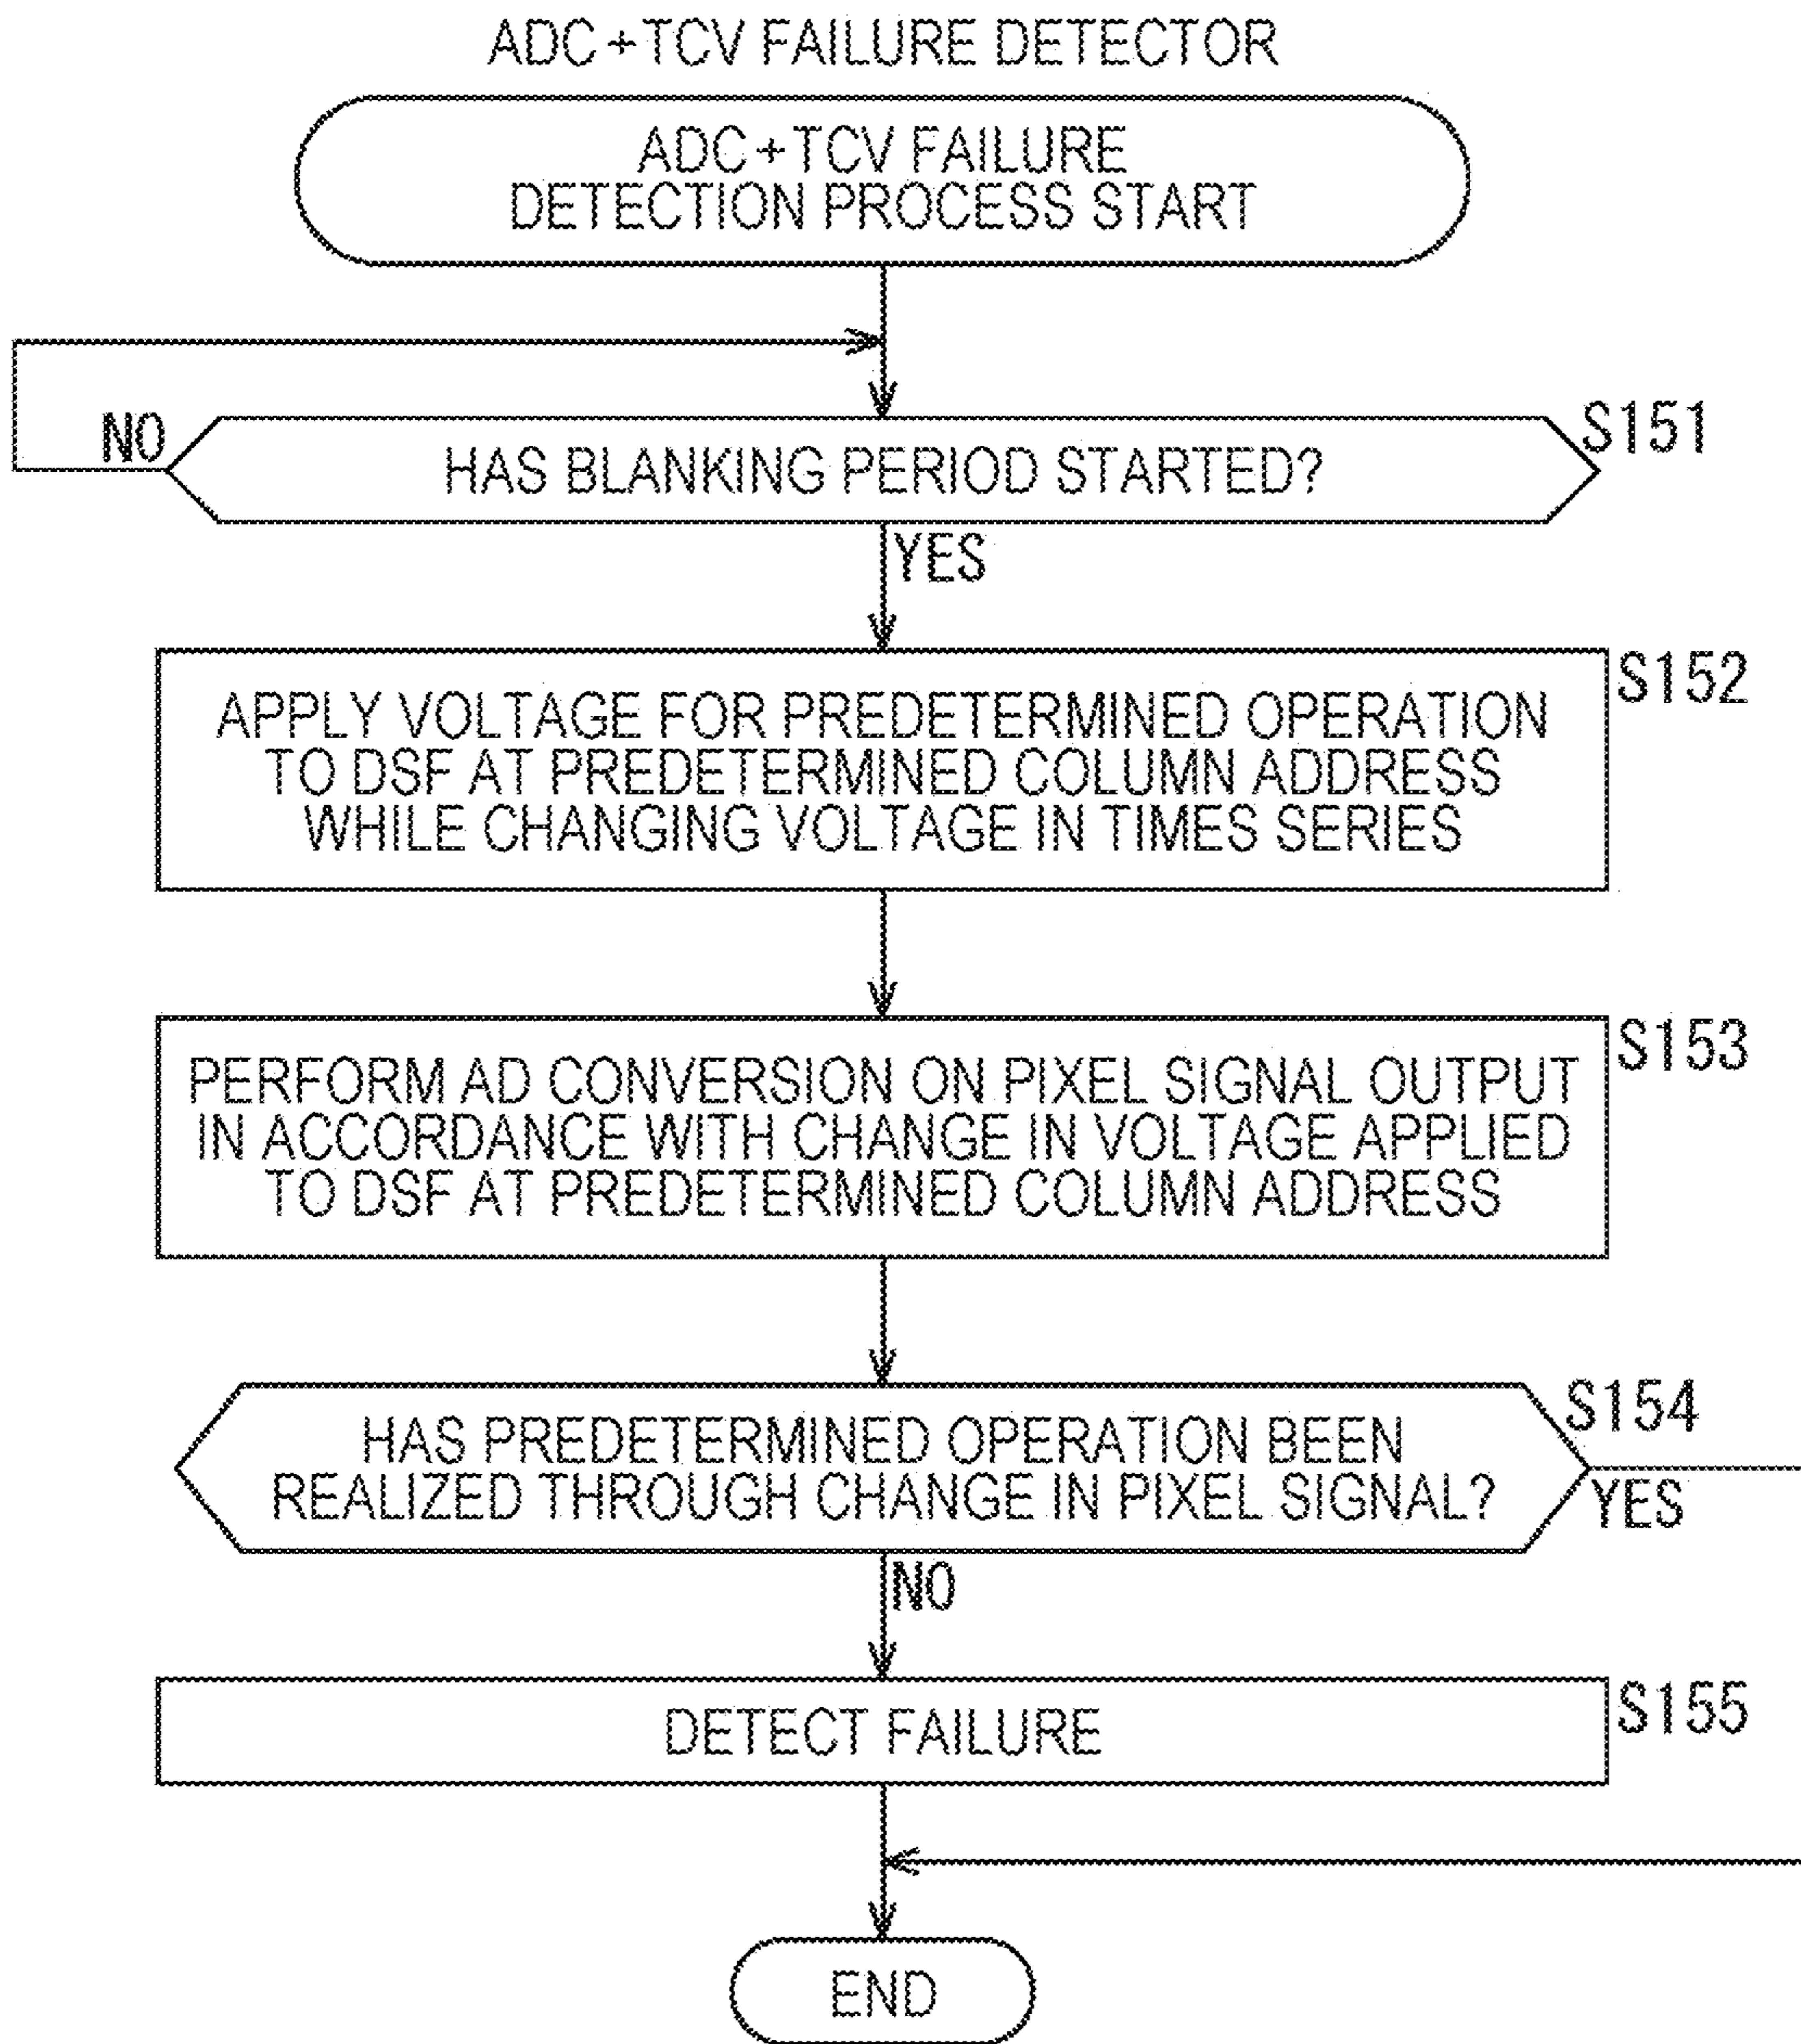 ADC+TCV FAILURE DETECTOR
ADC+TCV FAILURE
DETECTION PROCESS START
NO
HAS BLANKING PERIOD STARTED?
S151
YES
S152
APPLY VOLTAGE FOR PREDETERMINED OPERATION
TO DSF AT PREDETERMINED COLUMN ADDRESS
WHILE CHANGING VOLTAGE IN TIMES SERIES
S153
PERFORM AD CONVERSION ON PIXEL SIGNAL OUTPUT
IN ACCORDANCE WITH CHANGE IN VOLTAGE APPLIED
TO DSF AT PREDETERMINED COLUMN ADDRESS
S154
HAS PREDETERMINED OPERATION BEEN
REALIZED THROUGH CHANGE IN PIXEL SIGNAL?
YES
NO
S155
DETECT FAILURE
END